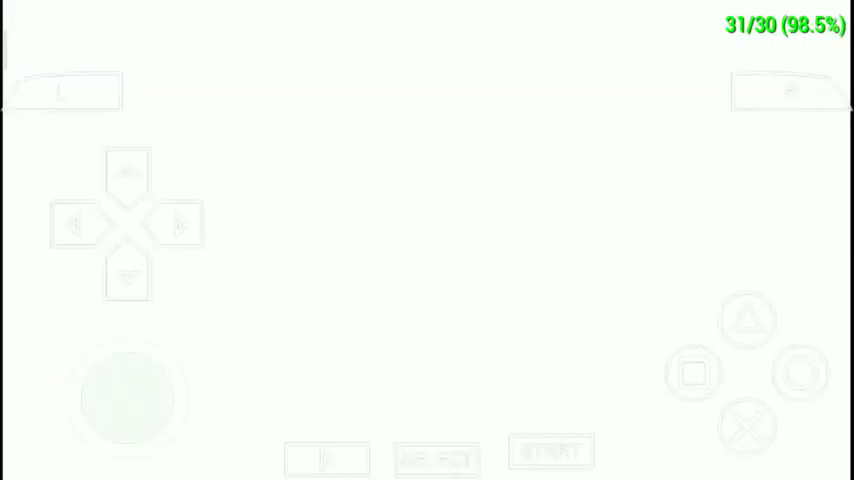 31/30 (98.5%)
L
R
SELECT
START